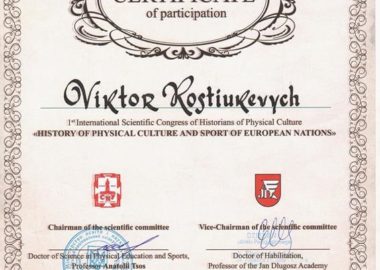 CERTIFICATE
of participation
Viktor Kostiukevych
1st International Scientific Congress of Historians of Physical Culture
«HISTORY OF PHYSICAL CULTURE AND SPORT OF EUROPEAN NATIONS»
Chairman of the scientific committee
Vice-Chairman of the scientific committee
Doctor of Science in Physical Education and Sports,
Professor Anatolii Tsos
Doctor of Habilitation,
Professor of the Jan Dlugosz Academy